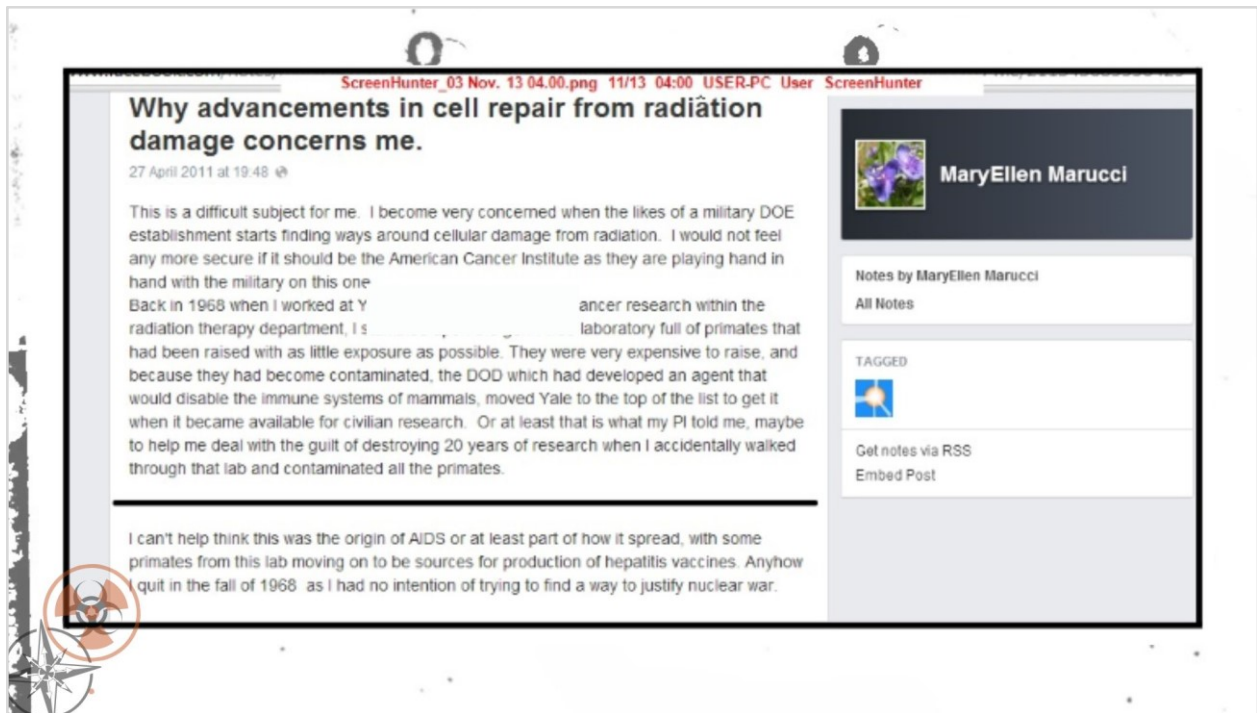 ScreenHunter_03 Nov. 13 04.00.png 11/13 04:00 USER-PC User ScreenHunter
Why advancements in cell repair from radiation
damage concerns me.
27 April 2011 at 19:48
This is a difficult subject for me. I become very concerned when the likes of a military DOE
establishment starts finding ways around cellular damage from radiation. I would not feel
any more secure if it should be the American Cancer Institute as they are playing hand in
hand with the military on this one
Back in 1968 when I worked at Y ancer research within the
radiation therapy department, I s laboratory full of primates that
had been raised with as little exposure as possible. They were very expensive to raise, and
because they had become contaminated, the DOD which had developed an agent that
would disable the immune systems of mammals, moved Yale to the top of the list to get it
when it became available for civilian research. Or at least that is what my PI told me, maybe
to help me deal with the guilt of destroying 20 years of research when I accidentally walked
through that lab and contaminated all the primates.
I can't help think this was the origin of AIDS or at least part of how it spread, with some
primates from this lab moving on to be sources for production of hepatitis vaccines. Anyhow
I quit in the fall of 1968 as I had no intention of trying to find a way to justify nuclear war.
MaryEllen Marucci
Notes by MaryEllen Marucci
All Notes
TAGGED
Get notes via RSS
Embed Post